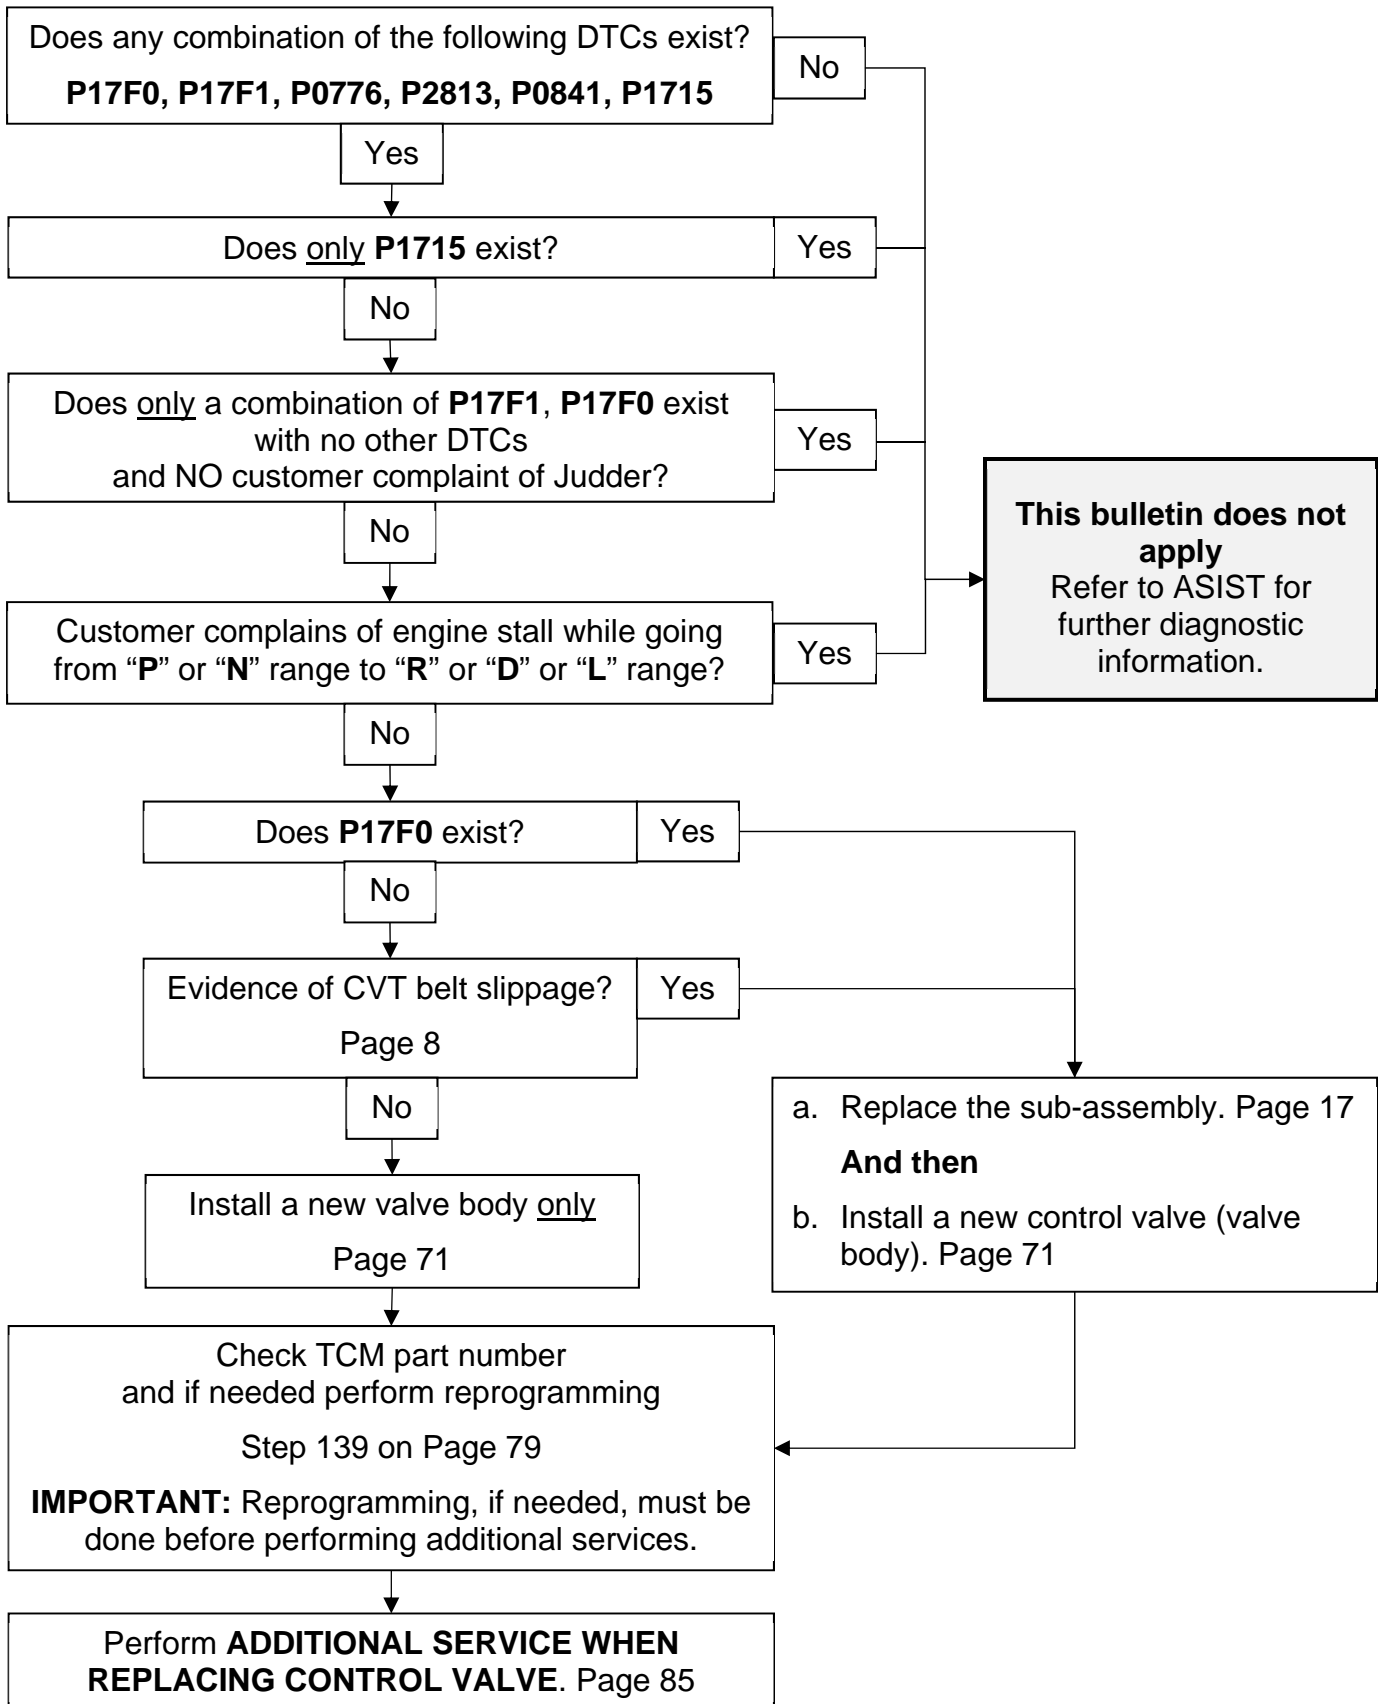 Does any combination of the following DTCs exist?
P17F0, P17F1, P0776, P2813, P0841, P1715
No
Yes
Does only P1715 exist?
Yes
No
Does only a combination of P17F1, P17F0 exist
with no other DTCs
and NO customer complaint of Judder?
Yes
No
This bulletin does not
apply
Refer to ASIST for
further diagnostic
information.
Customer complains of engine stall while going
from “P” or “N” range to “R” or “D” or “L” range?
Yes
No
Does P17F0 exist?
Yes
No
Evidence of CVT belt slippage?
Page 8
Yes
No
a. Replace the sub-assembly. Page 17
And then
b. Install a new control valve (valve
body). Page 71
Install a new valve body only
Page 71
Check TCM part number
and if needed perform reprogramming
Step 139 on Page 79
IMPORTANT: Reprogramming, if needed, must be
done before performing additional services.
Perform ADDITIONAL SERVICE WHEN
REPLACING CONTROL VALVE. Page 85